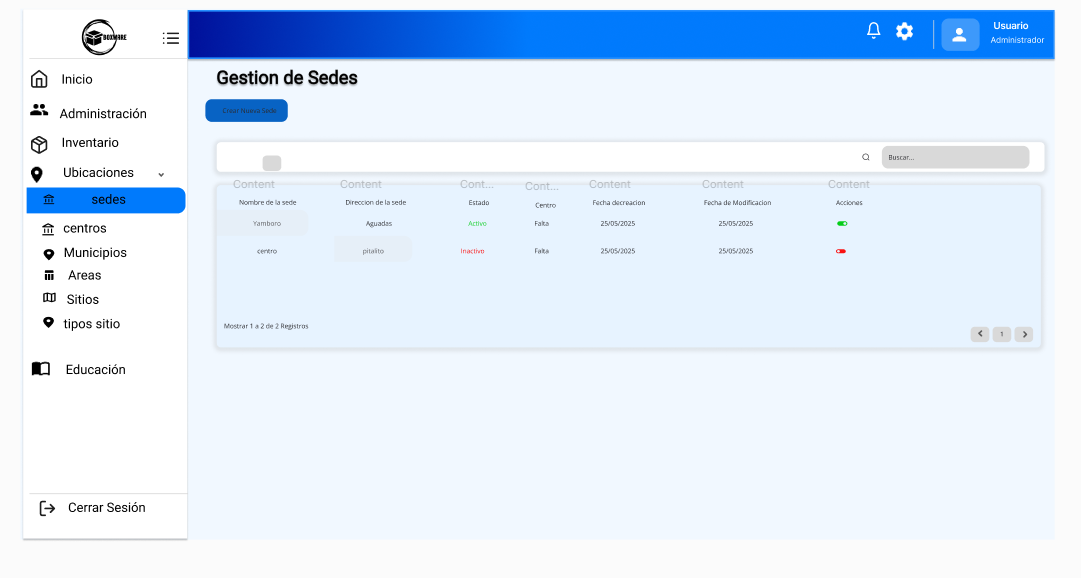 BOXWARE
Usuario
Administrador
Inicio
Administración
Inventario
Ubicaciones
sedes
centros
Municipios
Areas
Sitios
tipos sitio
Educación
Cerrar Sesión
Gestion de Sedes
Crear Nueva Sede
Buscar...
Content Content Cont... Cont... Content Content Content
Nombre de la sede Direccion de la sede Estado Centro Fecha decreacion Fecha de Modificacion Acciones
Yamboro Aguadas Activo Falta 25/05/2025 25/05/2025
centro pitalito Inactivo Falta 25/05/2025 25/05/2025
Mostrar 1 a 2 de 2 Registros
1